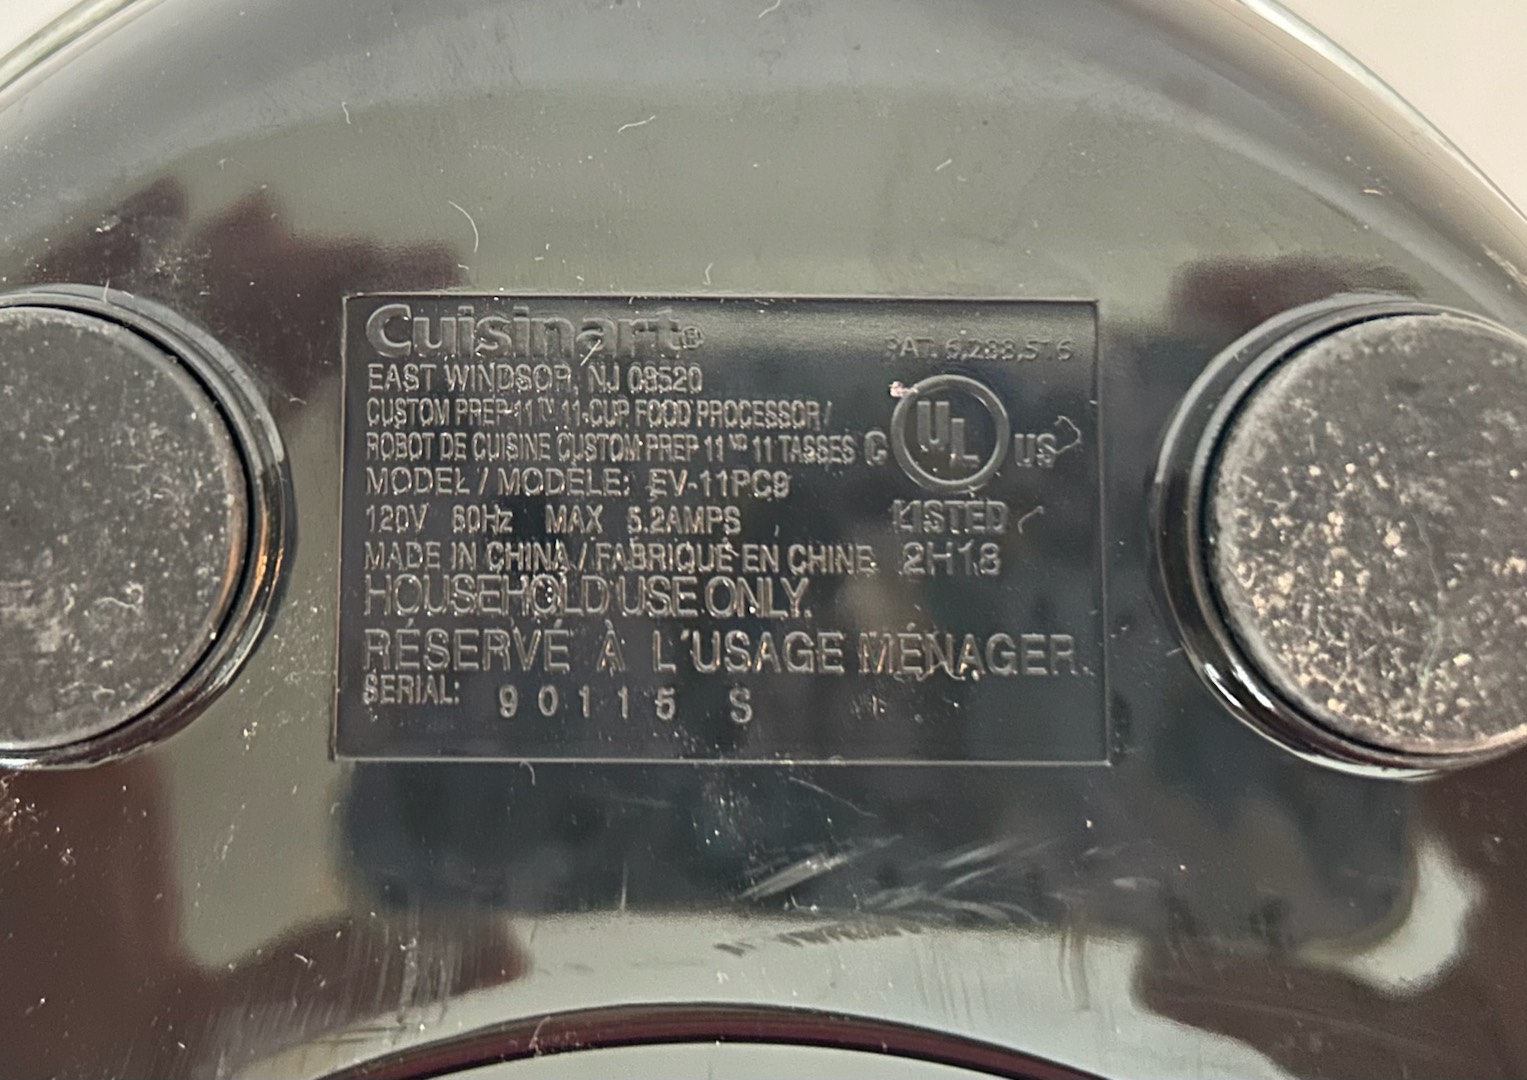 Cuisinart®
PAT. 6,288,516
EAST WINDSOR, NJ 08520
CUSTOM PREP 11™ 11-CUP FOOD PROCESSOR/
ROBOT DE CUISINE CUSTOM PREP 11 MD 11 TASSES
MODEL / MODÈLE: EV-11PC9
C UL US
LISTED
120V 60Hz MAX 5.2AMPS
MADE IN CHINA / FABRIQUÉ EN CHINE 2H18
HOUSEHOLD USE ONLY.
RÉSERVÉ À L'USAGE MÉNAGER.
SERIAL: 90115 S